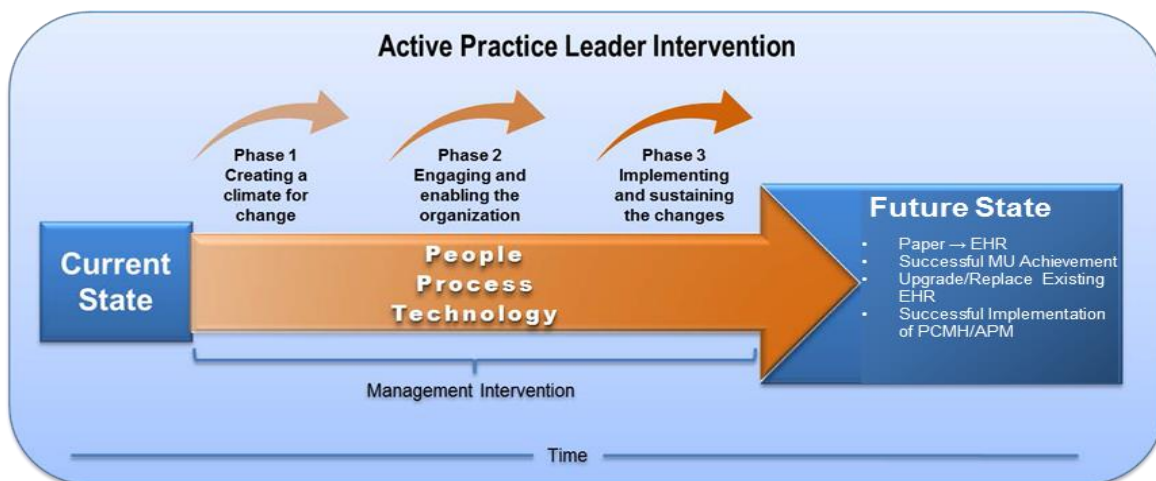 Active Practice Leader Intervention
Phase 1
Creating a
climate for
change
Phase 2
Engaging and
enabling the
organization
Phase 3
Implementing
and sustaining
the changes
Current
State
People
Process
Technology
Future State
• Paper → EHR
• Successful MU Achievement
• Upgrade/Replace Existing
EHR
• Successful Implementation
of PCMH/APM
Management Intervention
Time